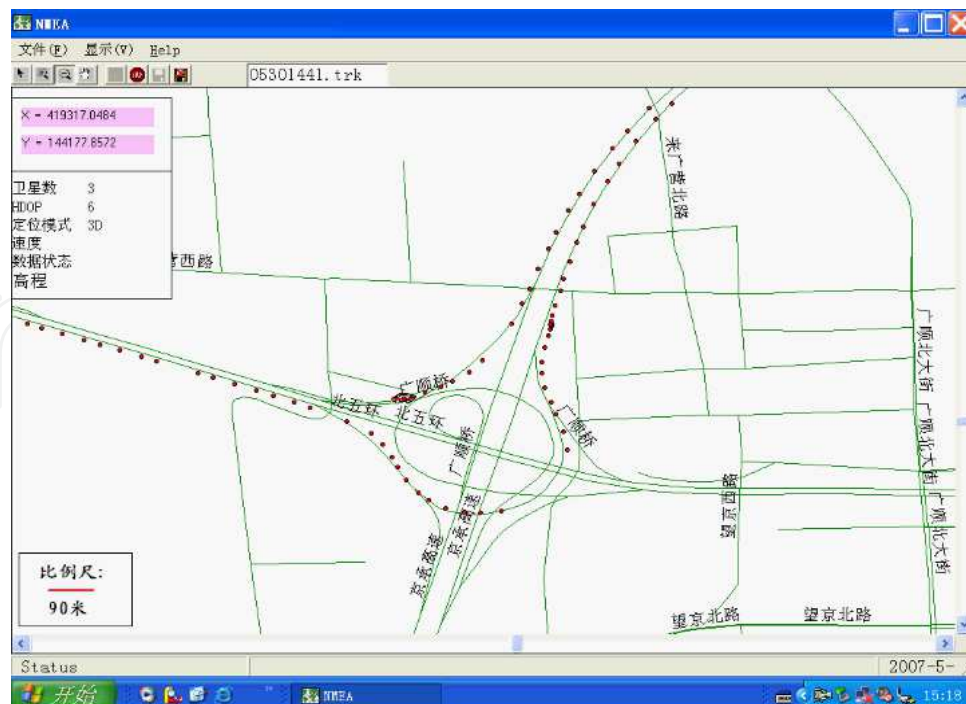 NMEA
文件(F) 显示(V) Help
05301441.trk
X = 419317.0484
Y = 144177.8572
卫星数 3
HDOP 6
定位模式 3D
速度
数据状态
高程
营西路
来广营北路
广顺桥
北五环 北五环
广顺桥
广顺桥
京承高速
京承高速
望京西路
广顺北大街
广顺北大街
广顺北大街
望京北路
望京北路
比例尺:
90米
Status
2007-5-
开始
NMEA
15:18